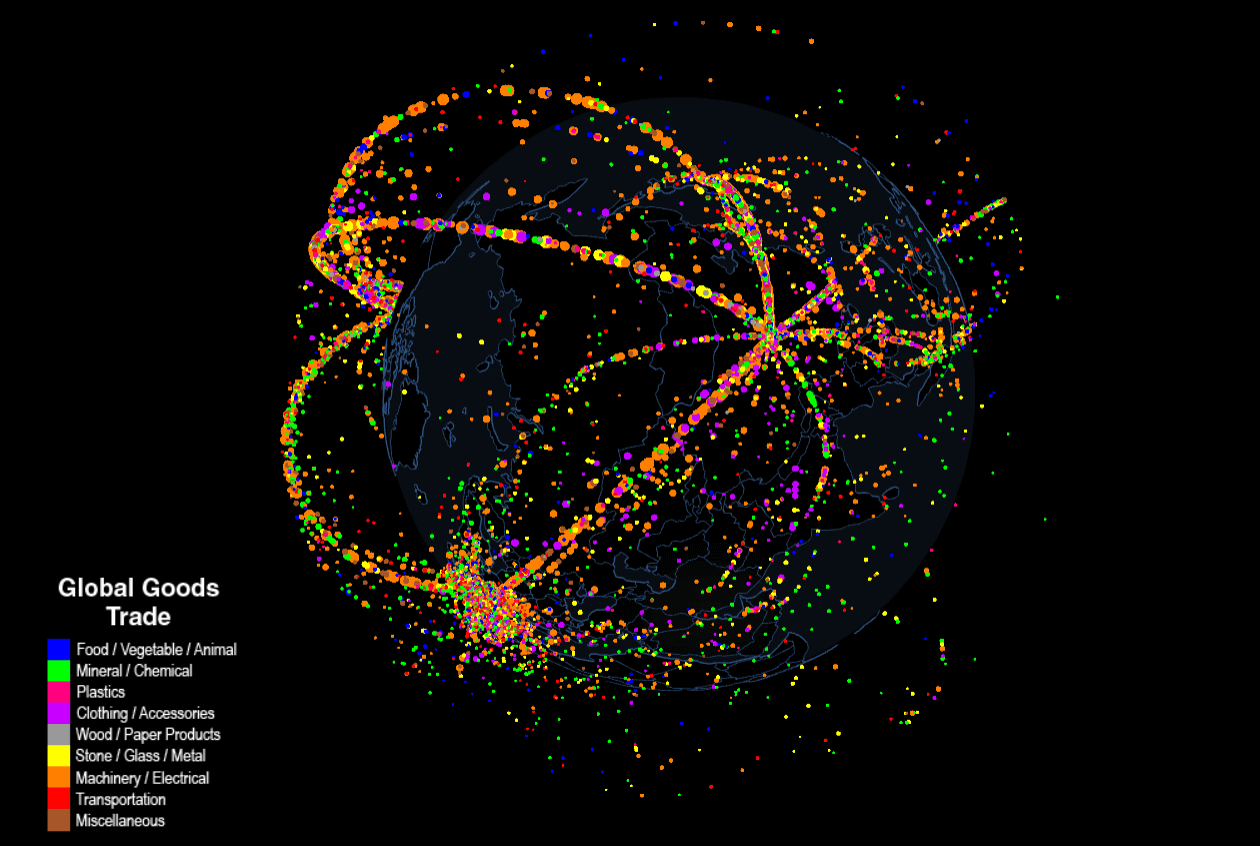 Global Goods
Trade
Food / Vegetable / Animal
Mineral / Chemical
Plastics
Clothing / Accessories
Wood / Paper Products
Stone / Glass / Metal
Machinery / Electrical
Transportation
Miscellaneous